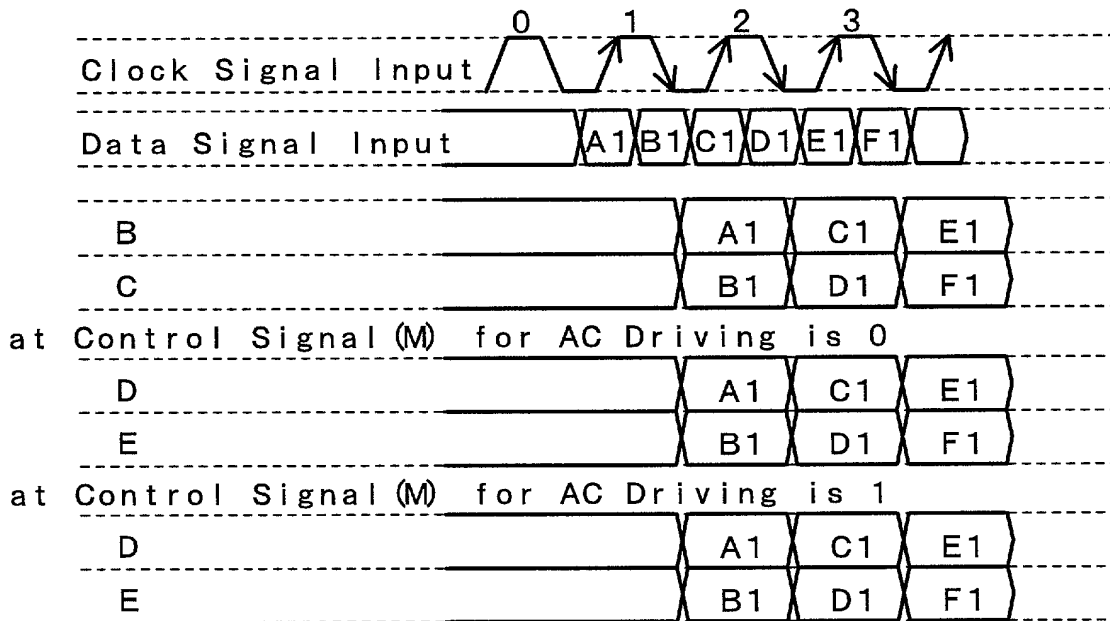 0 1 2 3
Clock Signal Input
Data Signal Input A1 B1 C1 D1 E1 F1
B A1 C1 E1
C B1 D1 F1
at Control Signal(M) for AC Driving is 0
D A1 C1 E1
E B1 D1 F1
at Control Signal(M) for AC Driving is 1
D A1 C1 E1
E B1 D1 F1